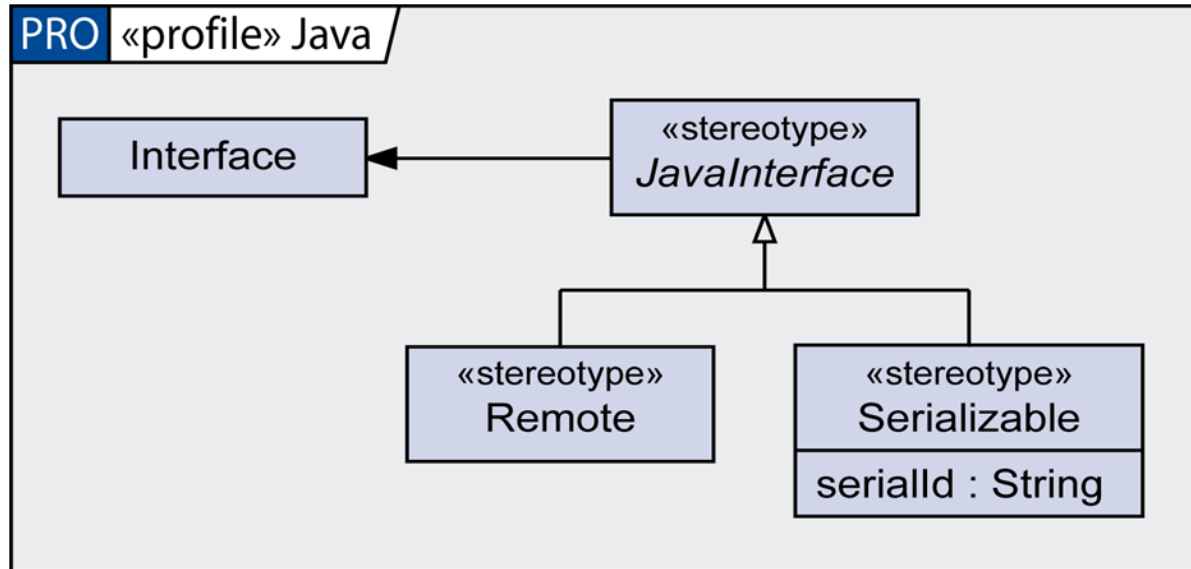 PRO «profile» Java
Interface
«stereotype»
JavaInterface
«stereotype»
Remote
«stereotype»
Serializable
serialId : String